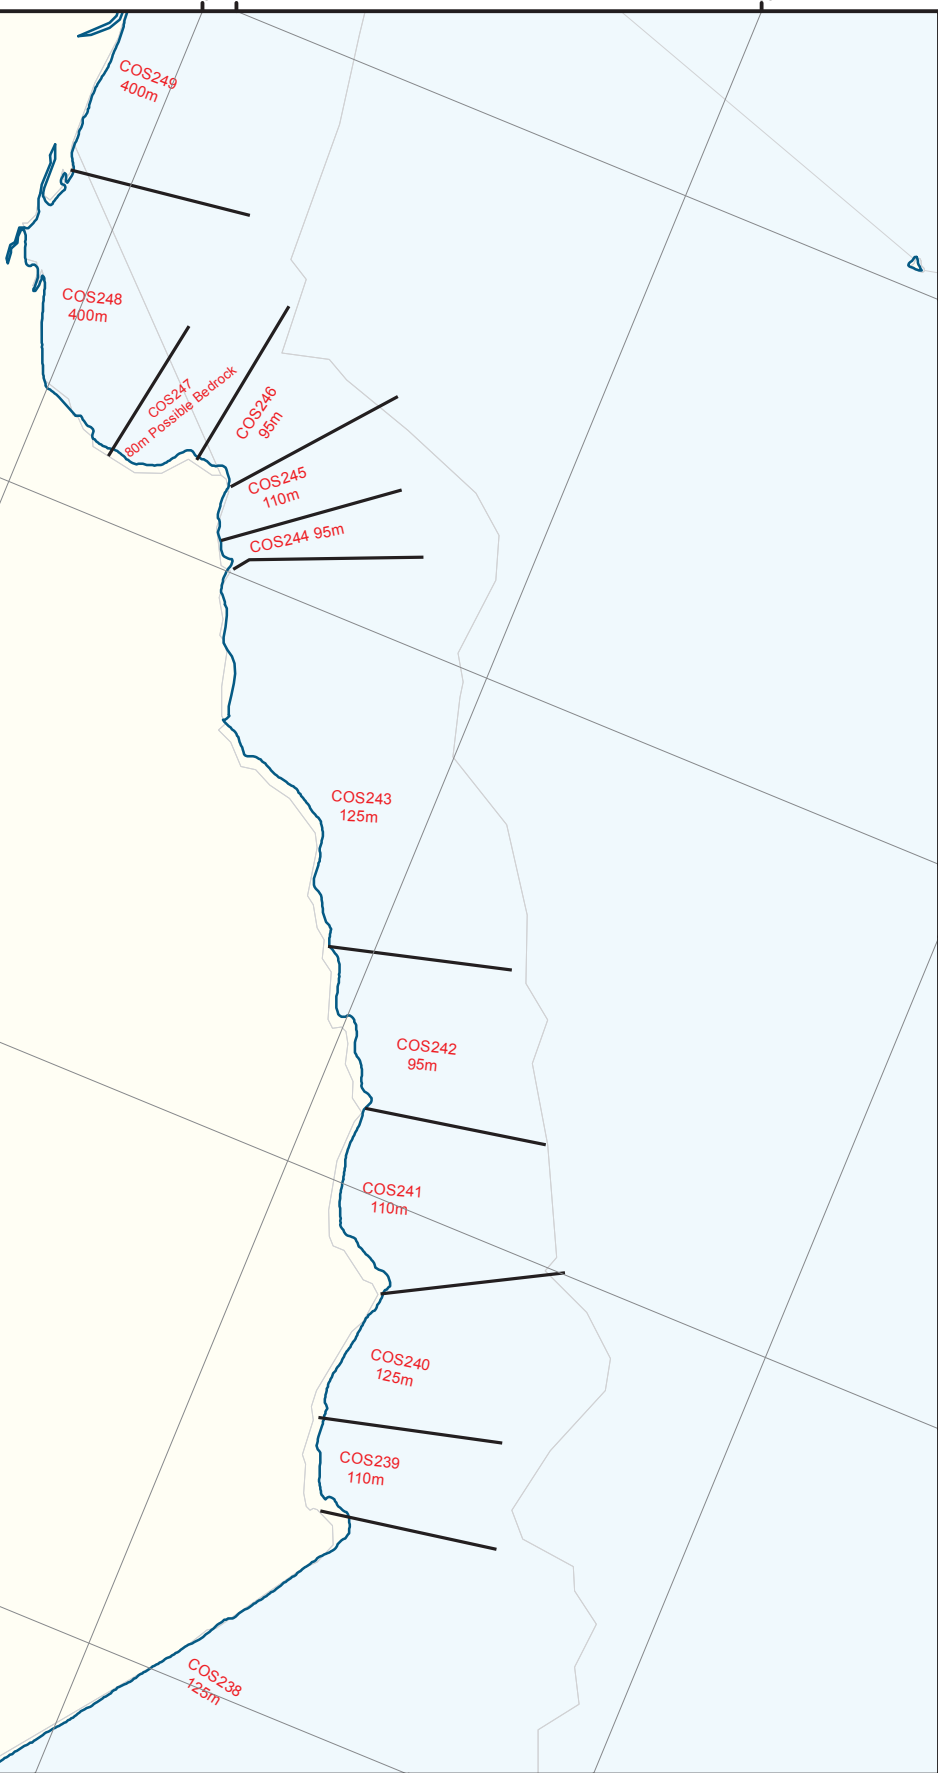 COS249
400m
COS248
400m
COS247
80m Possible Bedrock
COS246
95m
COS245
110m
COS244 95m
COS243
125m
COS242
95m
COS241
110m
COS240
125m
COS239
110m
COS238
125m